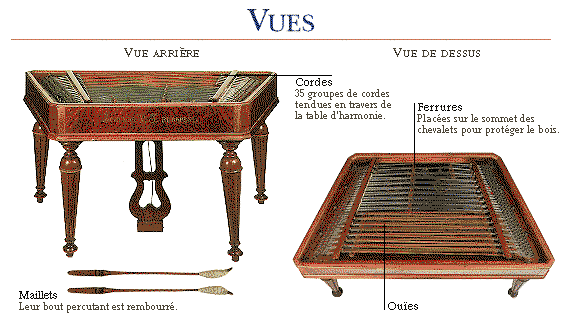 VUES
VUE ARRIÈRE
VUE DE DESSUS
Cordes
35 groupes de cordes
tendues en travers de
la table d'harmonie.
Ferrures
Placées sur le sommet des
chevalets pour protéger le bois.
Maillets
Leur bout percutant est rembourré.
Ouïes